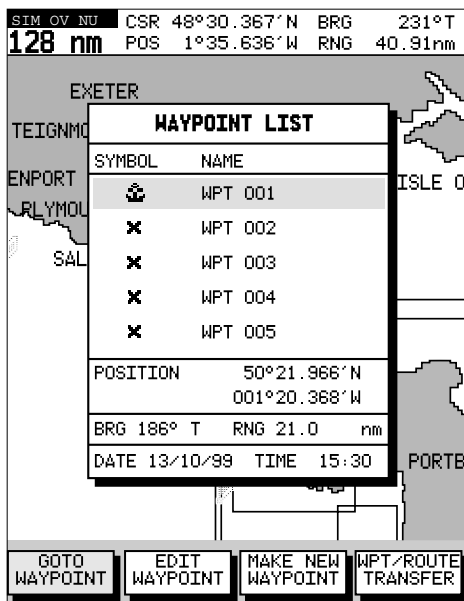 SIM OV NU CSR 48°30.367´N BRG 231°T
128 nm POS 1°35.636´W RNG 40.91nm
EXETER
TEIGNMO
ENPORT
PLYMOU
SAL
ISLE O
PORTB
WAYPOINT LIST
SYMBOL NAME
WPT 001
WPT 002
WPT 003
WPT 004
WPT 005
POSITION 50°21.966´N
001°20.368´W
BRG 186° T RNG 21.0 nm
DATE 13/10/99 TIME 15:30
GOTO WAYPOINT
EDIT WAYPOINT
MAKE NEW WAYPOINT
WPT/ROUTE TRANSFER